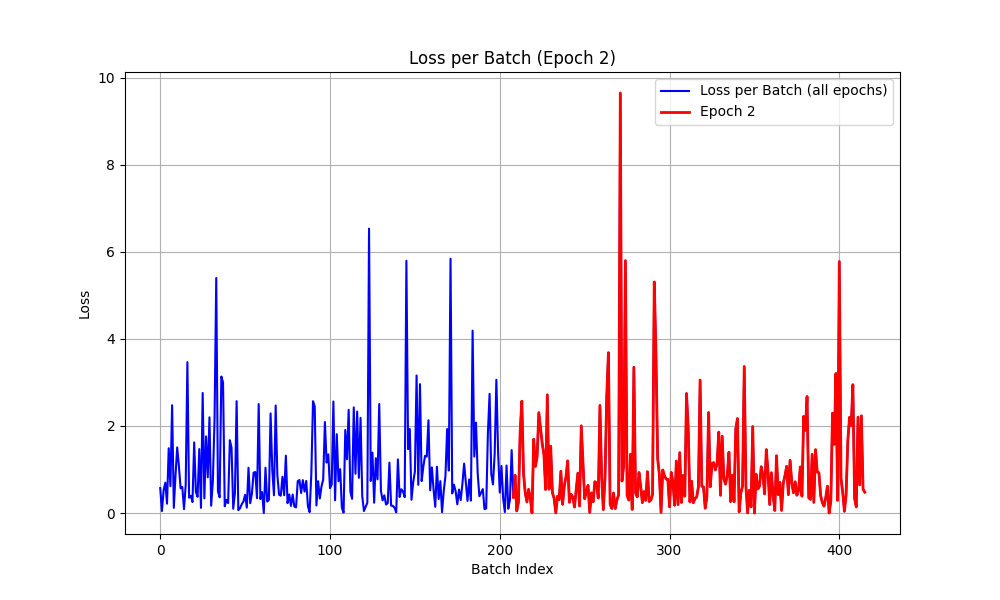 Loss per Batch (Epoch 2)
Loss per Batch (all epochs)
Epoch 2
10
8
6
4
2
0
Loss
0 100 200 300 400
Batch Index